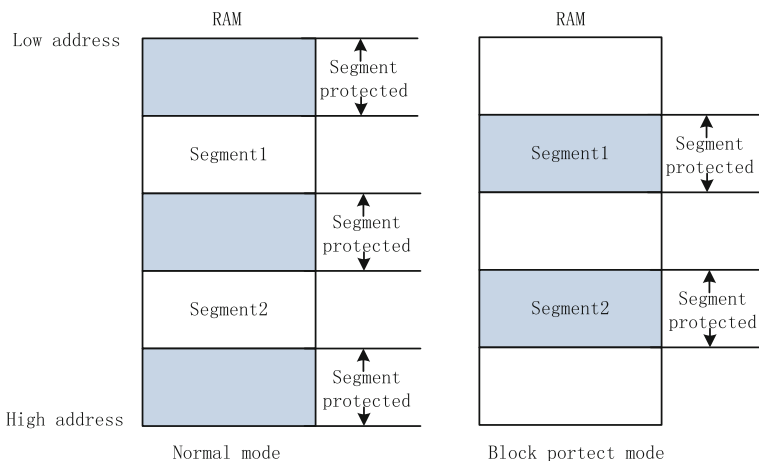 RAM
RAM
Low address
Segment
protected
Segment1
Segment
protected
Segment2
Segment
protected
High address
Normal mode
Segment1
Segment
protected
Segment2
Segment
protected
Block portect mode